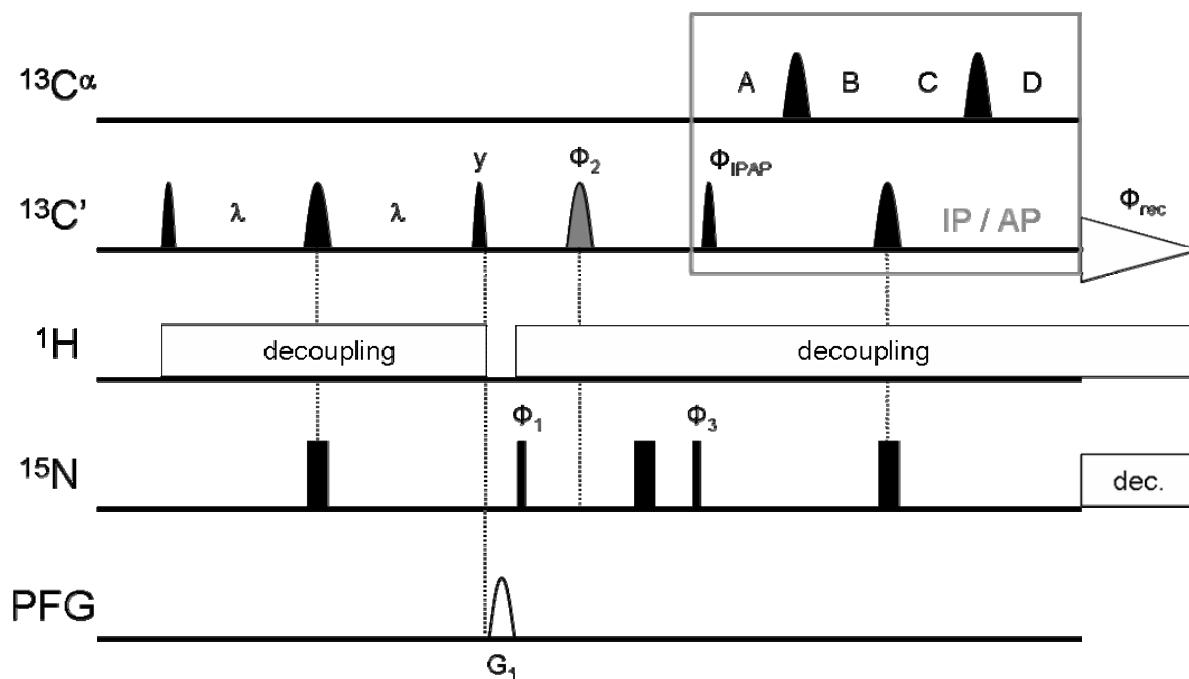 13Cα
A B C D
13C'
λ λ y Φ2 ΦIPAP IP / AP Φrec
1H
decoupling decoupling
15N
Φ1 Φ3 dec.
PFG
G1